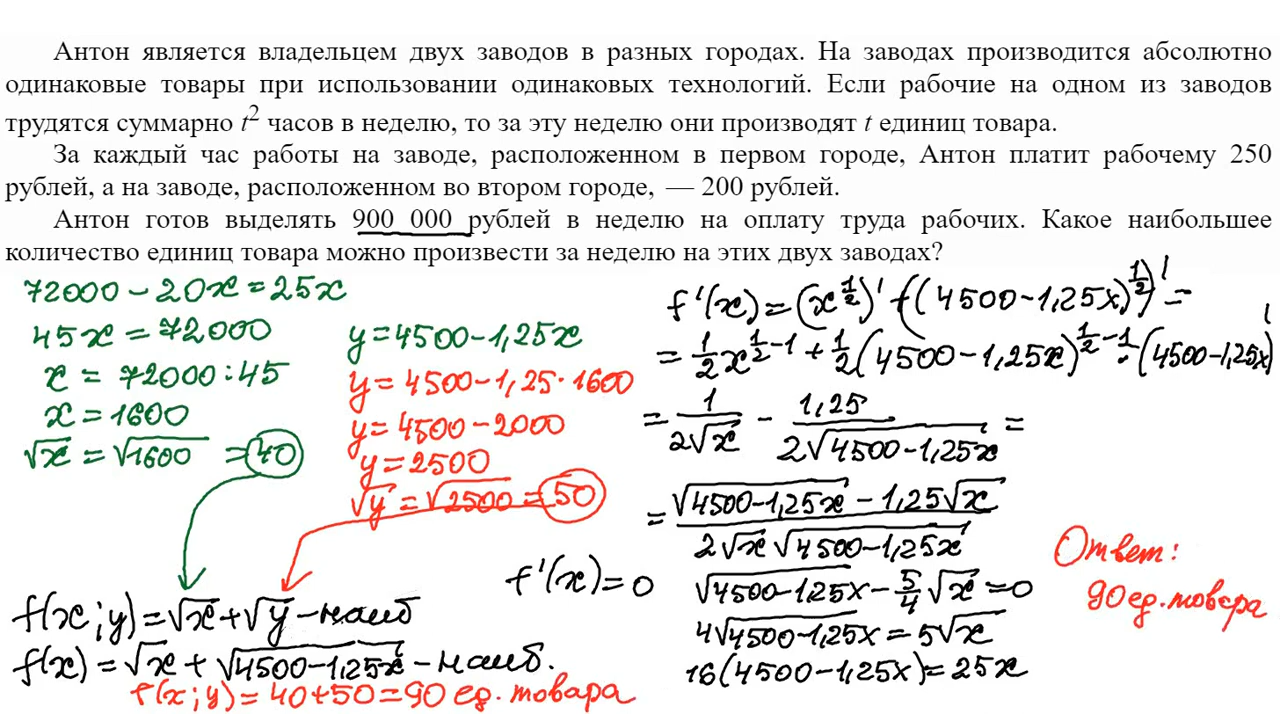 Антон является владельцем двух заводов в разных городах. На заводах производится абсолютно
одинаковые товары при использовании одинаковых технологий. Если рабочие на одном из заводов
трудятся суммарно t² часов в неделю, то за эту неделю они производят t единиц товара.
За каждый час работы на заводе, расположенном в первом городе, Антон платит рабочему 250
рублей, а на заводе, расположенном во втором городе, — 200 рублей.
Антон готов выделять 900 000 рублей в неделю на оплату труда рабочих. Какое наибольшее
количество единиц товара можно произвести за неделю на этих двух заводах?
72000 - 20x = 25x
45x = 72000
x = 72000 : 45
x = 1600
√x = √1600 = 40
y = 4500 - 1,25x
y = 4500 - 1,25 · 1600
y = 4500 - 2000
y = 2500
√y = √2500 = 50
f(x; y) = √x + √y - наиб
f(x) = √x + √(4500 - 1,25x) - наиб.
f(x; y) = 40 + 50 = 90 ед. товара
f'(x) = (x^(1/2))' + ((4500 - 1,25x)^(1/2))' =
= 1/2 x^(1/2 - 1) + 1/2 (4500 - 1,25x)^(1/2 - 1) · (4500 - 1,25x)'
= 1/(2√x) - 1,25/(2√(4500 - 1,25x)) =
= (√(4500 - 1,25x) - 1,25√x)/(2√x √(4500 - 1,25x))
f'(x) = 0
√(4500 - 1,25x) - 5/4 √x = 0
4√(4500 - 1,25x) = 5√x
16(4500 - 1,25x) = 25x
Ответ:
90 ед. товара